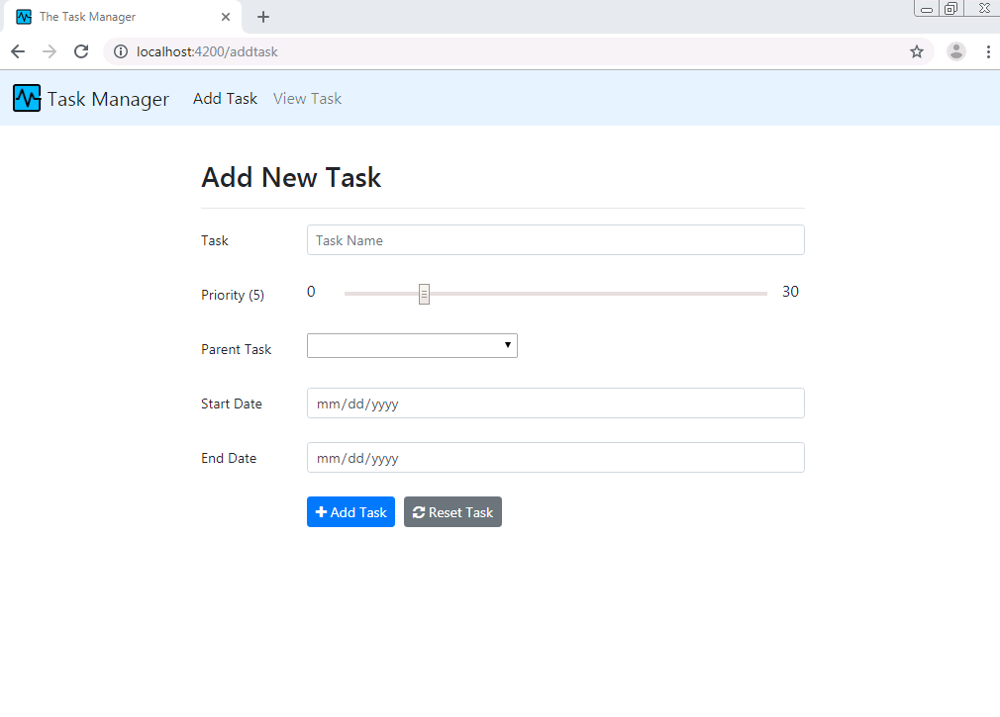 The Task Manager
localhost:4200/addtask
Task Manager Add Task View Task
Add New Task
Task Task Name
Priority (5) 0 30
Parent Task
Start Date mm/dd/yyyy
End Date mm/dd/yyyy
Add Task Reset Task